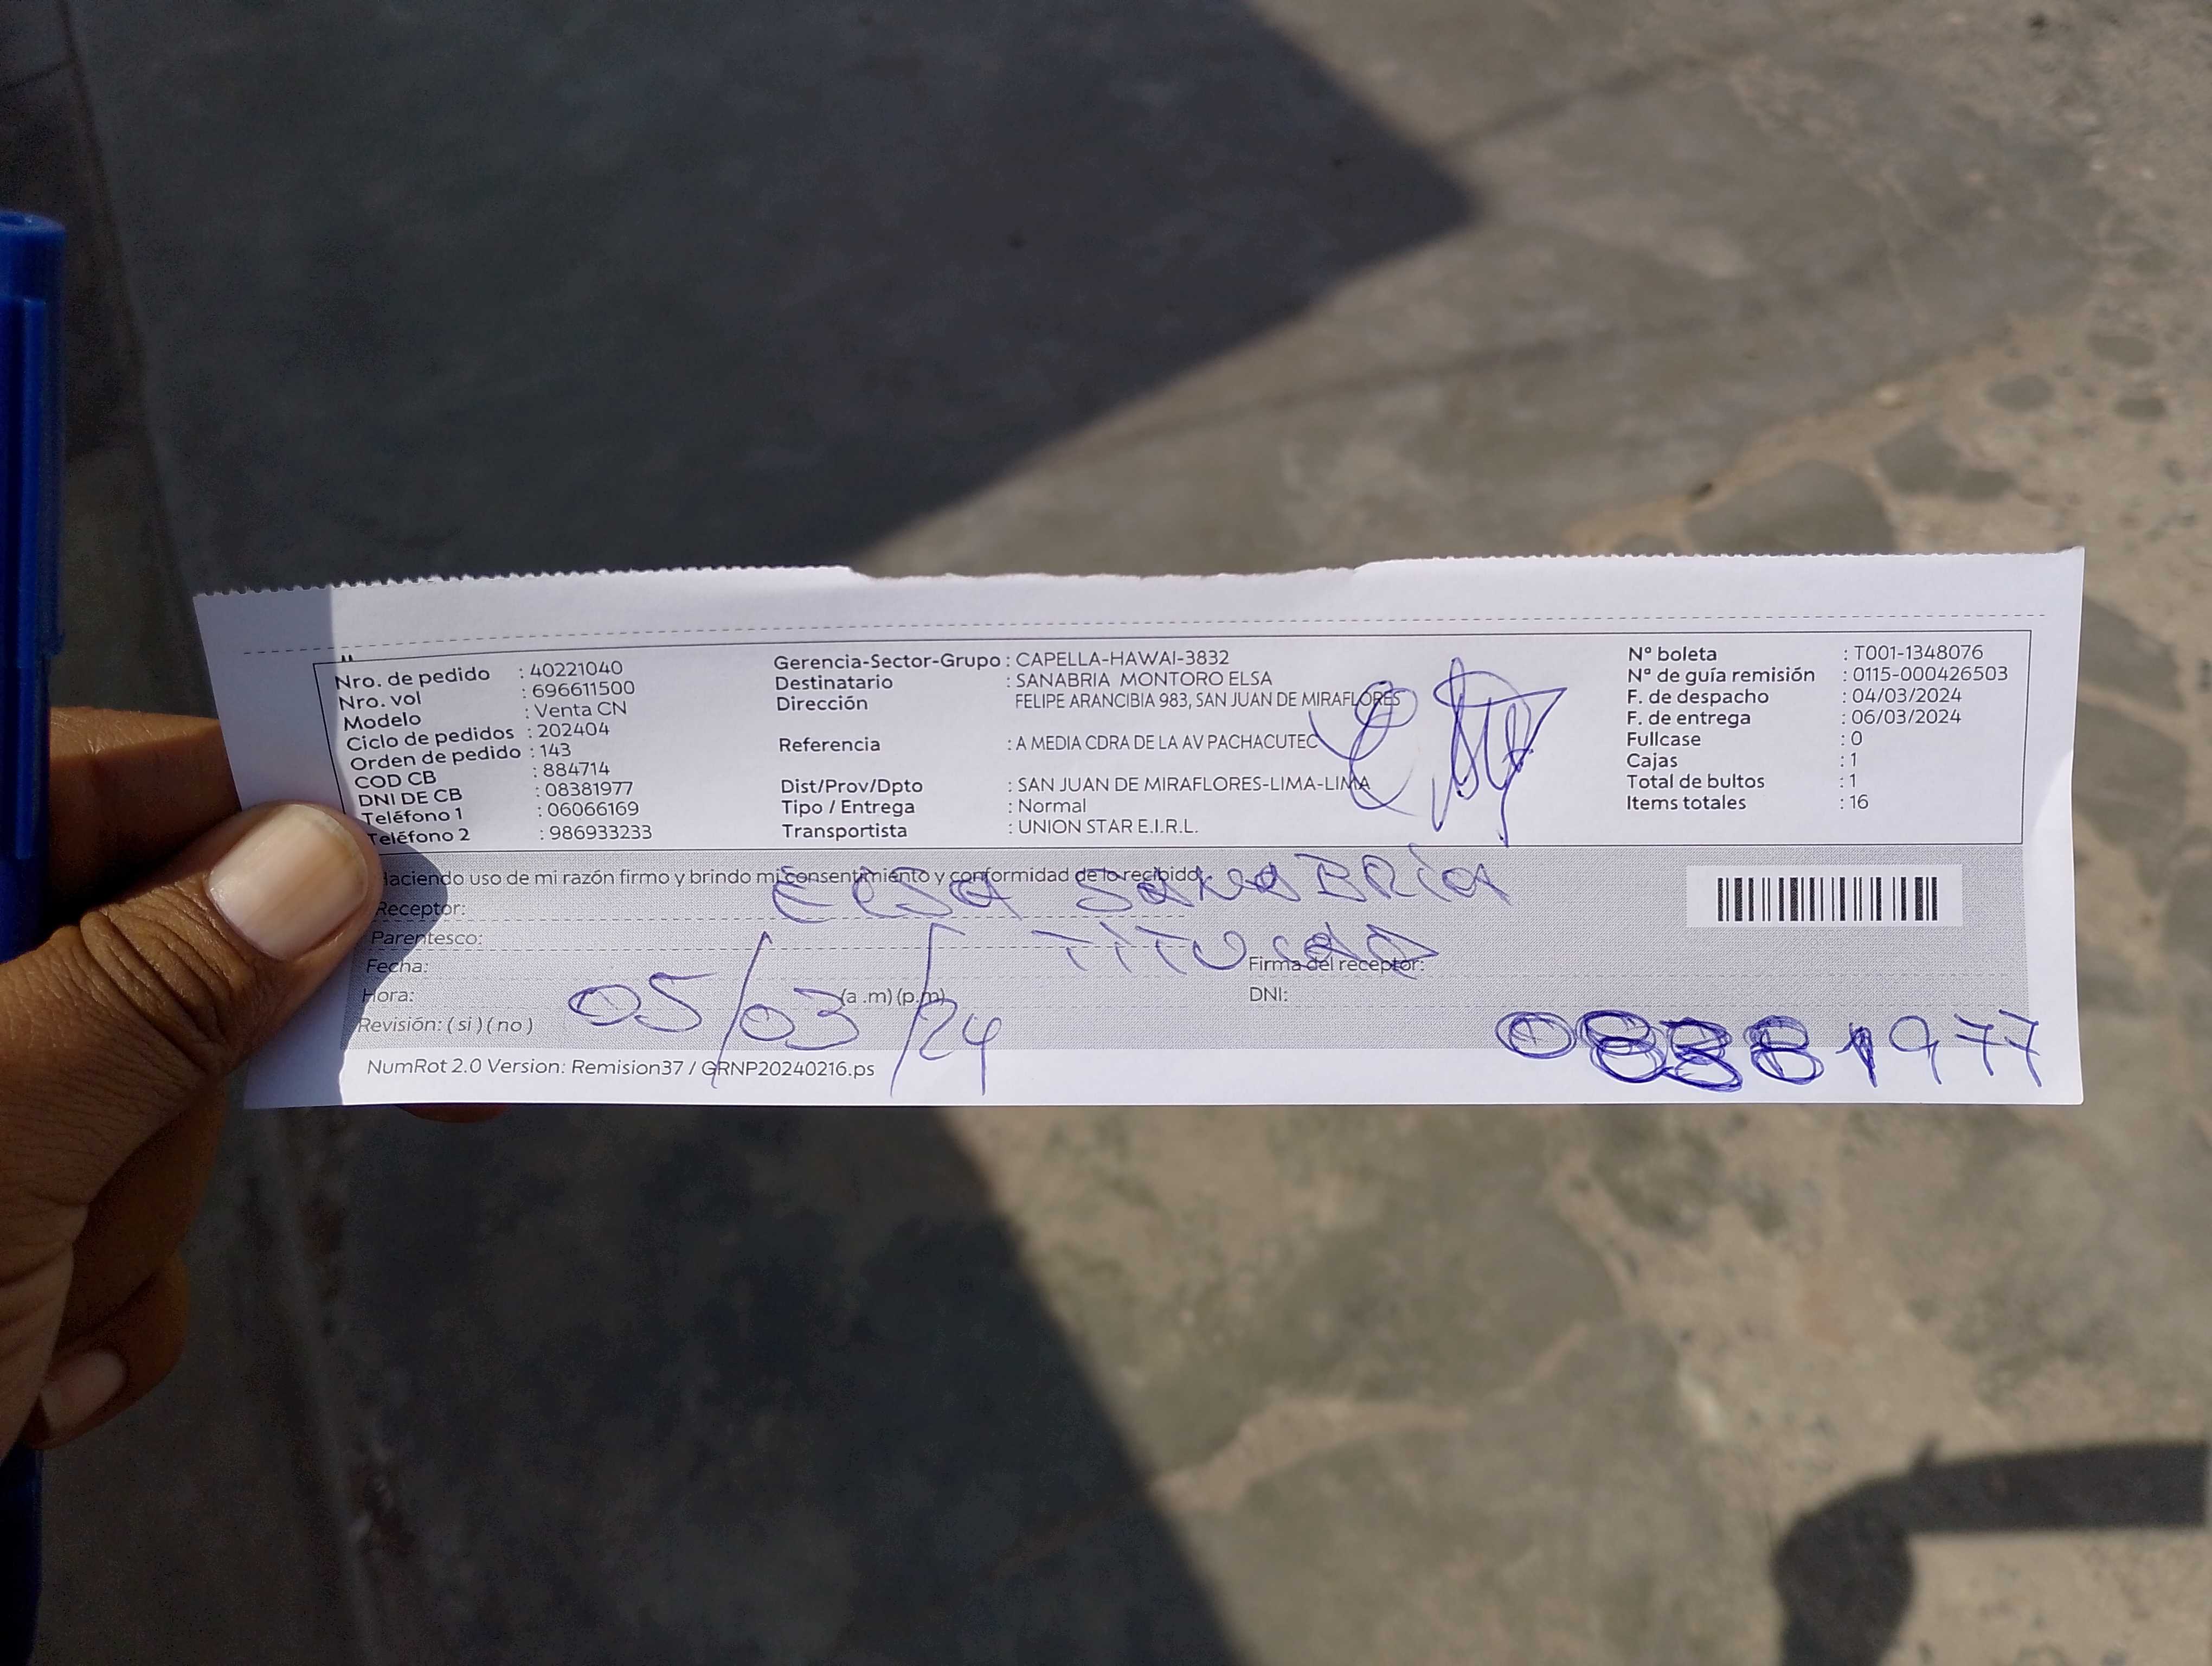 Nro. de pedido : 40221040
Nro. vol : 696611500
Modelo : Venta CN
Ciclo de pedidos : 202404
Orden de pedido : 143
COD CB : 884714
DNI DE CB : 08381977
Teléfono 1 : 06066169
Teléfono 2 : 986933233
Gerencia-Sector-Grupo : CAPELLA-HAWAI-3832
Destinatario : SANABRIA MONTORO ELSA
Dirección FELIPE ARANCIBIA 983, SAN JUAN DE MIRAFLORES
Referencia : A MEDIA CDRA DE LA AV PACHACUTEC
Dist/Prov/Dpto : SAN JUAN DE MIRAFLORES-LIMA-LIMA
Tipo / Entrega : Normal
Transportista : UNION STAR E.I.R.L.
Nº boleta : T001-1348076
Nº de guía remisión : 0115-000426503
F. de despacho : 04/03/2024
F. de entrega : 06/03/2024
Fullcase : 0
Cajas : 1
Total de bultos : 1
Items totales : 16
Haciendo uso de mi razón firmo y brindo mi consentimiento y conformidad de lo recibido
Receptor: ELSA SANABRIA
Parentesco: TITULAR
Fecha: 05/03/24
Firma del receptor:
Hora: (a.m) (p.m)
DNI: 08381977
Revisión: ( si ) ( no )
NumRot 2.0 Version: Remision37 / GRNP20240216.ps